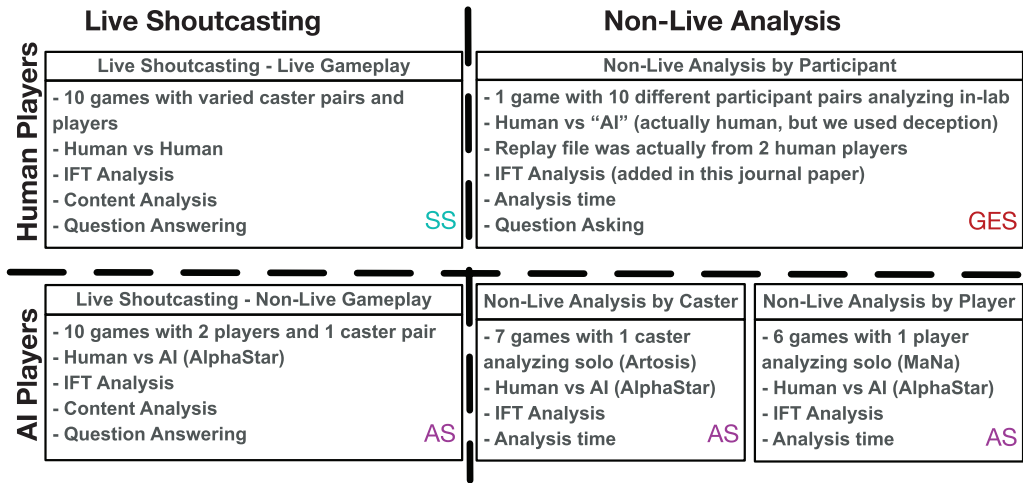 Live Shoutcasting
Non-Live Analysis
Human Players
Live Shoutcasting - Live Gameplay
- 10 games with varied caster pairs and
players
- Human vs Human
- IFT Analysis
- Content Analysis
- Question Answering
SS
Non-Live Analysis by Participant
- 1 game with 10 different participant pairs analyzing in-lab
- Human vs “AI” (actually human, but we used deception)
- Replay file was actually from 2 human players
- IFT Analysis (added in this journal paper)
- Analysis time
- Question Asking
GES
AI Players
Live Shoutcasting - Non-Live Gameplay
- 10 games with 2 players and 1 caster pair
- Human vs AI (AlphaStar)
- IFT Analysis
- Content Analysis
- Question Answering
AS
Non-Live Analysis by Caster
- 7 games with 1 caster
analyzing solo (Artosis)
- Human vs AI (AlphaStar)
- IFT Analysis
- Analysis time
AS
Non-Live Analysis by Player
- 6 games with 1 player
analyzing solo (MaNa)
- Human vs AI (AlphaStar)
- IFT Analysis
- Analysis time
AS